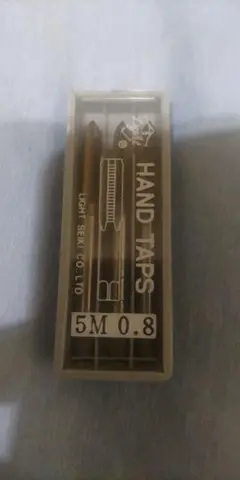 HAND TAPS
LIGHT SEIKI CO., LTD
5M 0.8